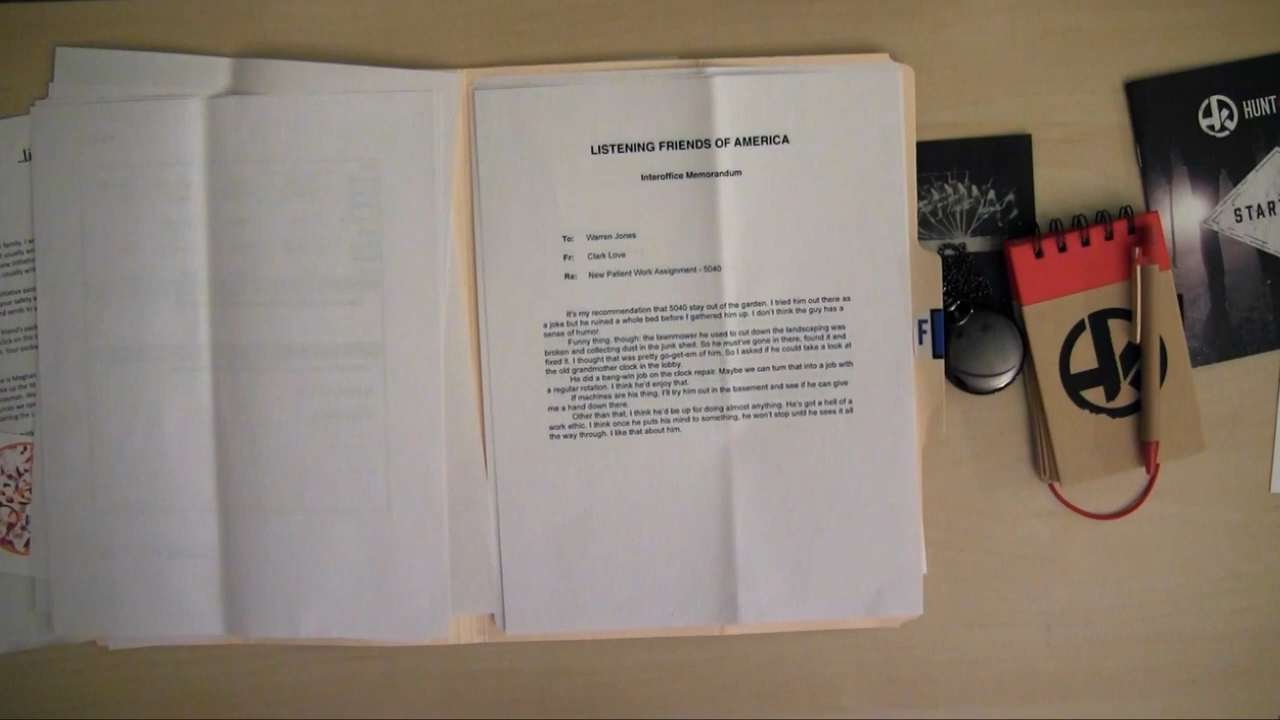 LISTENING FRIENDS OF AMERICA
Interoffice Memorandum
To: Warren Jones
Fr: Clark Love
Re: New Patient Work Assignment - 5040
It's my recommendation that 5040 stay out of the garden. I tried him out there as
a joke but he ruined a whole bed before I gathered him up. I don't think the guy has a
sense of humor.
Funny thing, though: the lawnmower he used to cut down the landscaping was
broken and collecting dust in the junk shed. So he must've gone in there, found it and
fixed it. I thought that was pretty go-get-em of him. So I asked if he could take a look at
the old grandmother clock in the lobby.
He did a bang-win job on the clock repair. Maybe we can turn that into a job with
a regular rotation. I think he'd enjoy that.
If machines are his thing, I'll try him out in the basement and see if he can give
me a hand down there.
Other than that, I think he'd be up for doing almost anything. He's got a hell of a
work ethic. I think once he puts his mind to something, he won't stop until he sees it all
the way through. I like that about him.
F
HUNT
STAR